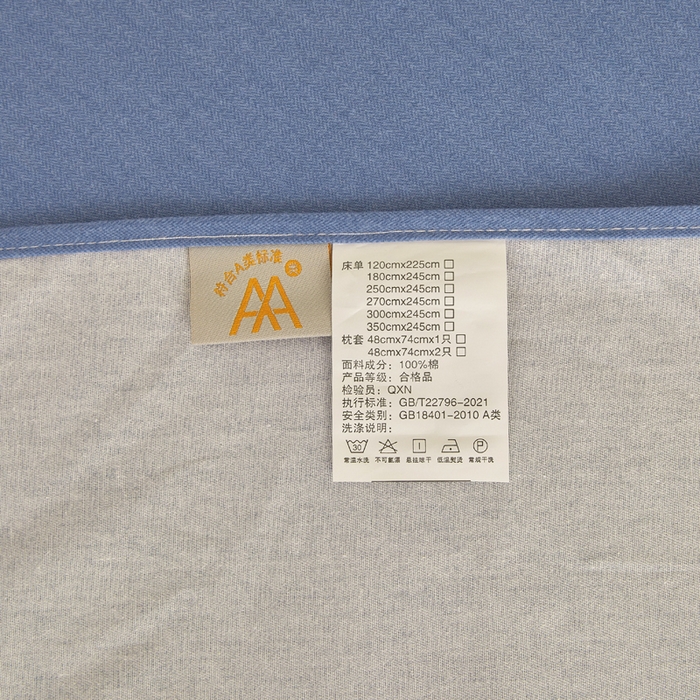 符合A类标准
AA
床单 120cmx225cm□
180cmx245cm□
250cmx245cm□
270cmx245cm□
300cmx245cm□
350cmx245cm□
枕套 48cmx74cmx1只□
48cmx74cmx2只□
面料成分：100%棉
产品等级：合格品
检验员：QXN
执行标准：GB/T22796-2021
安全类别：GB18401-2010 A类
洗涤说明：
30 P
常温水洗 不可氯漂 悬挂晾干 低温熨烫 常规干洗